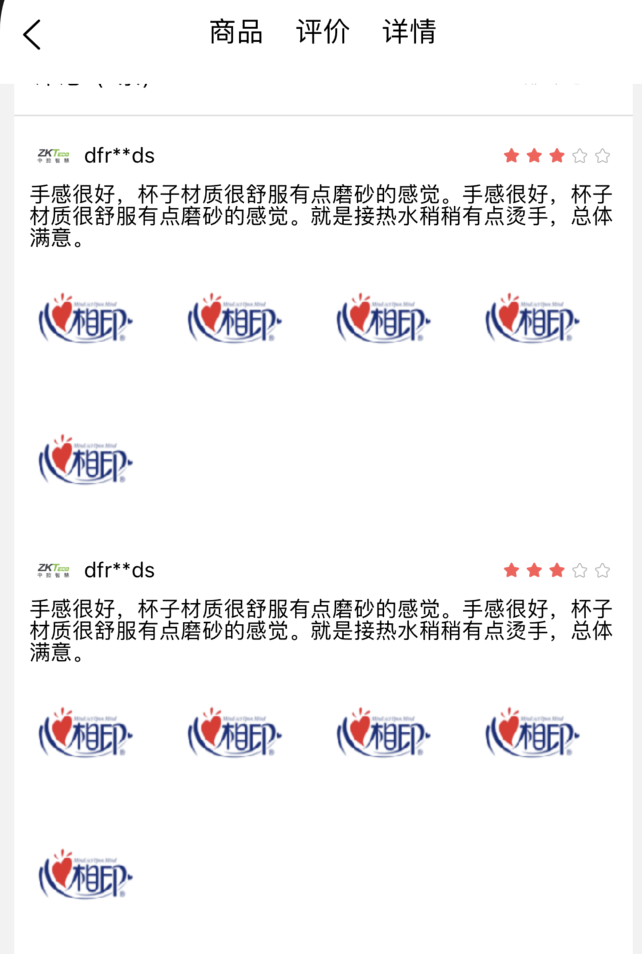 商品 评价 详情
ZKTeco dfr**ds
中控智慧
手感很好，杯子材质很舒服有点磨砂的感觉。手感很好，杯子
材质很舒服有点磨砂的感觉。就是接热水稍稍有点烫手，总体
满意。
Mind act Upon Mind
心相印 心相印 心相印 心相印
心相印
ZKTeco dfr**ds
中控智慧
手感很好，杯子材质很舒服有点磨砂的感觉。手感很好，杯子
材质很舒服有点磨砂的感觉。就是接热水稍稍有点烫手，总体
满意。
心相印 心相印 心相印 心相印
心相印